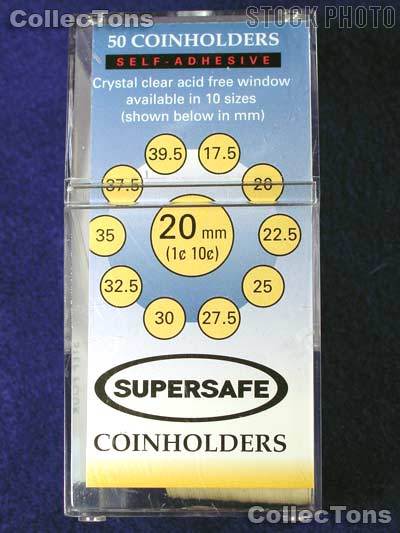 CollecTons
STOCK PHOTO
50 COINHOLDERS
SELF-ADHESIVE
Crystal clear acid free window
available in 10 sizes
(shown below in mm)
39.5
17.5
37.5
20
35
20 mm
(1¢ 10¢)
22.5
32.5
25
30
27.5
SUPERSAFE
COINHOLDERS
CollecTons